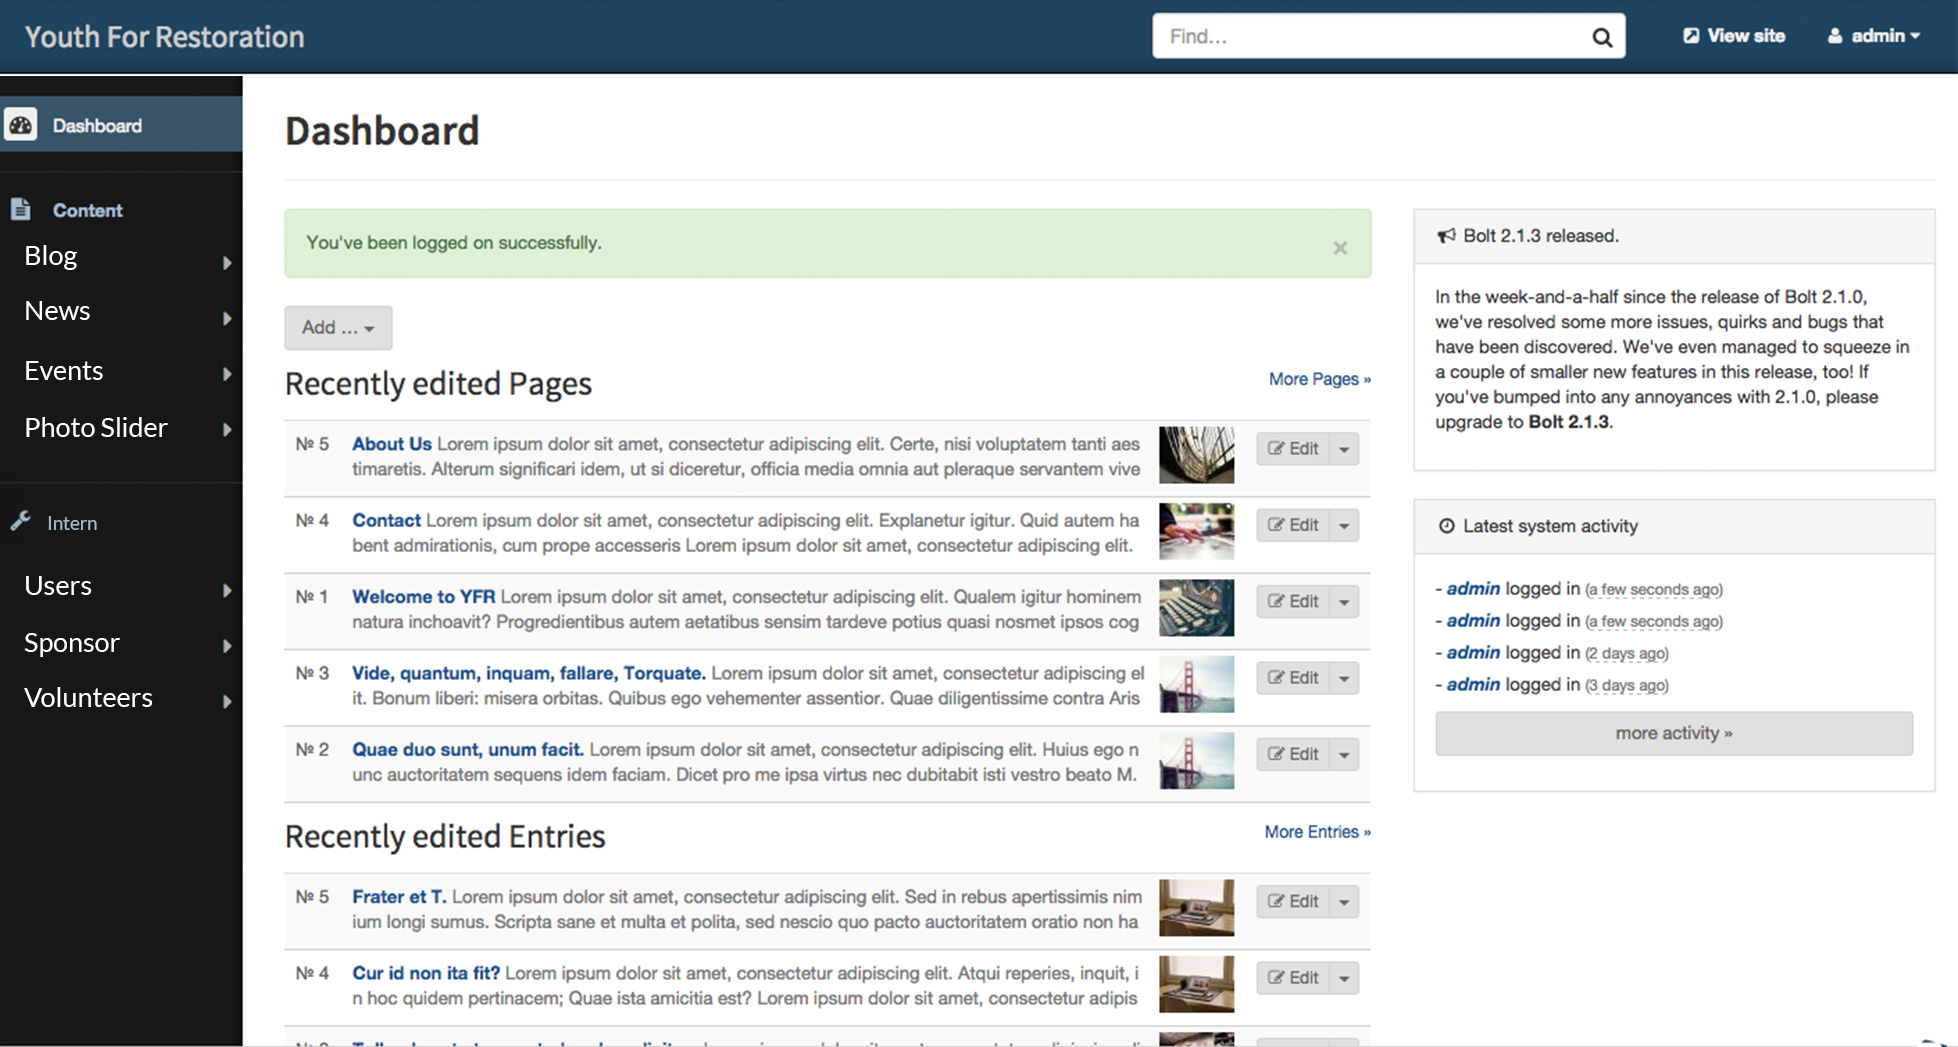 Youth For Restoration
Find...
View site
admin
Dashboard
Content
Blog
News
Events
Photo Slider
Intern
Users
Sponsor
Volunteers
Dashboard
You've been logged on successfully.
×
Add ...
Recently edited Pages
More Pages »
№ 5 About Us Lorem ipsum dolor sit amet, consectetur adipiscing elit. Certe, nisi voluptatem tanti aes
timaretis. Alterum significari idem, ut si diceretur, officia media omnia aut pleraque servantem vive
Edit
№ 4 Contact Lorem ipsum dolor sit amet, consectetur adipiscing elit. Explanetur igitur. Quid autem ha
bent admirationis, cum prope accesseris Lorem ipsum dolor sit amet, consectetur adipiscing elit.
Edit
№ 1 Welcome to YFR Lorem ipsum dolor sit amet, consectetur adipiscing elit. Qualem igitur hominem
natura inchoavit? Progredientibus autem aetatibus sensim tardeve potius quasi nosmet ipsos cog
Edit
№ 3 Vide, quantum, inquam, fallare, Torquate. Lorem ipsum dolor sit amet, consectetur adipiscing el
it. Bonum liberi: misera orbitas. Quibus ego vehementer assentior. Quae diligentissime contra Aris
Edit
№ 2 Quae duo sunt, unum facit. Lorem ipsum dolor sit amet, consectetur adipiscing elit. Huius ego n
unc auctoritatem sequens idem faciam. Dicet pro me ipsa virtus nec dubitabit isti vestro beato M.
Edit
Recently edited Entries
More Entries »
№ 5 Frater et T. Lorem ipsum dolor sit amet, consectetur adipiscing elit. Sed in rebus apertissimis nim
ium longi sumus. Scripta sane et multa et polita, sed nescio quo pacto auctoritatem oratio non ha
Edit
№ 4 Cur id non ita fit? Lorem ipsum dolor sit amet, consectetur adipiscing elit. Atqui reperies, inquit, i
n hoc quidem pertinacem; Quae ista amicitia est? Lorem ipsum dolor sit amet, consectetur adipis
Edit
Bolt 2.1.3 released.
In the week-and-a-half since the release of Bolt 2.1.0,
we've resolved some more issues, quirks and bugs that
have been discovered. We've even managed to squeeze in
a couple of smaller new features in this release, too! If
you've bumped into any annoyances with 2.1.0, please
upgrade to Bolt 2.1.3.
Latest system activity
- admin logged in (a few seconds ago)
- admin logged in (a few seconds ago)
- admin logged in (2 days ago)
- admin logged in (3 days ago)
more activity »